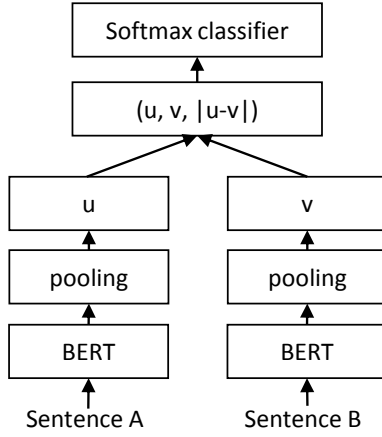 Softmax classifier
(u, v, |u-v|)
u v
pooling pooling
BERT BERT
Sentence A Sentence B